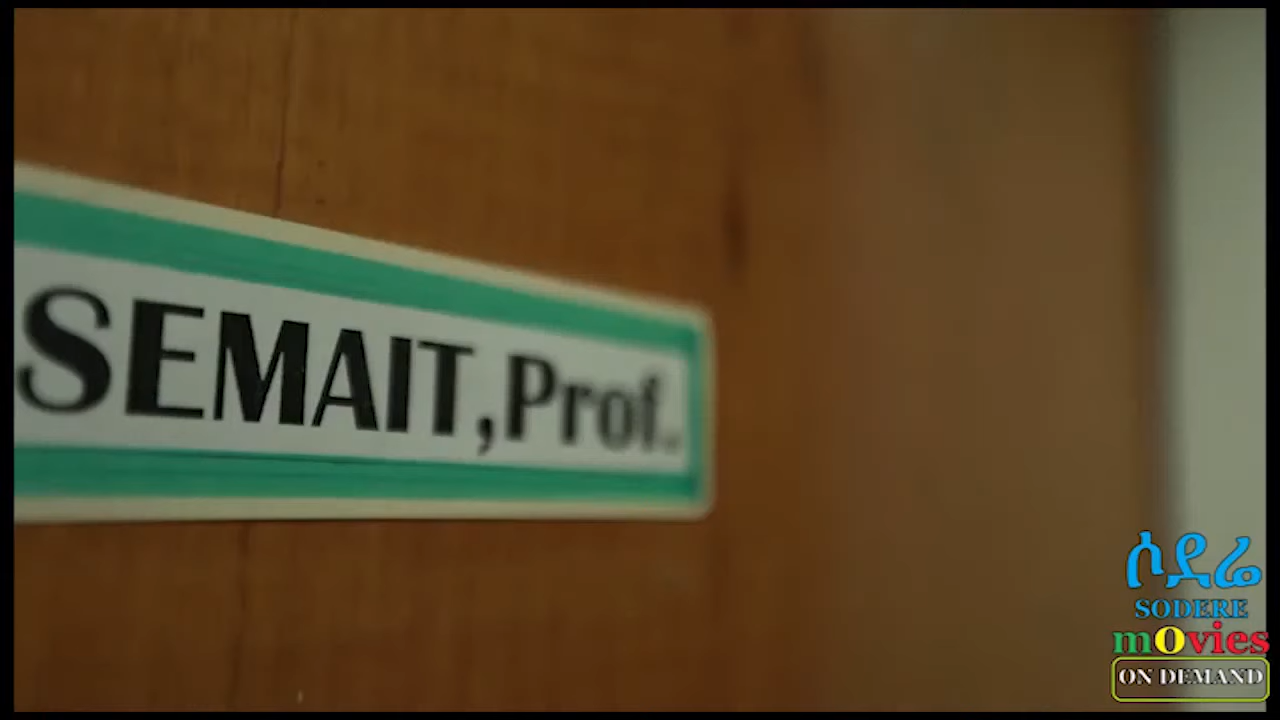 SEMAIT,Prof.
ሶደሬ
SODERE
mOvies
ON DEMAND